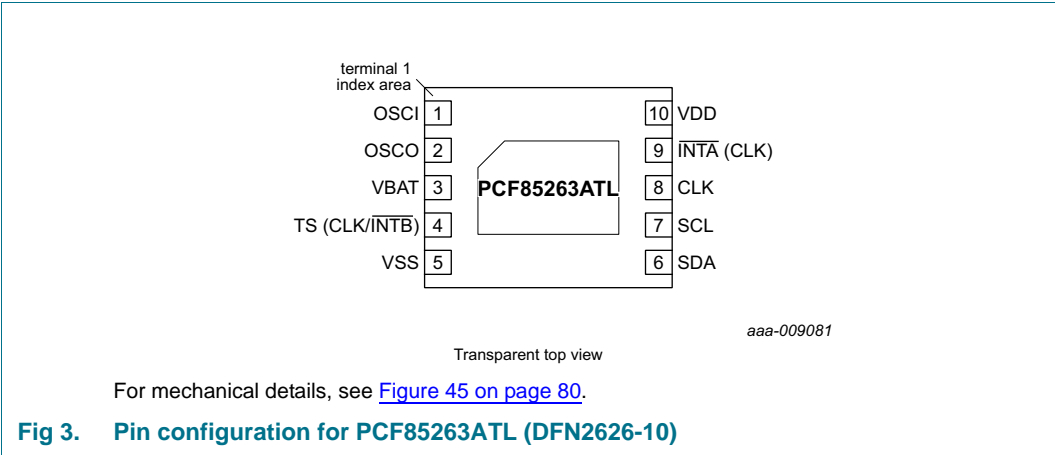 terminal 1
index area
OSCI 1
OSCO 2
VBAT 3
TS (CLK/INTB) 4
VSS 5
PCF85263ATL
10 VDD
9 INTA (CLK)
8 CLK
7 SCL
6 SDA
aaa-009081
Transparent top view
For mechanical details, see Figure 45 on page 80.
Fig 3. Pin configuration for PCF85263ATL (DFN2626-10)